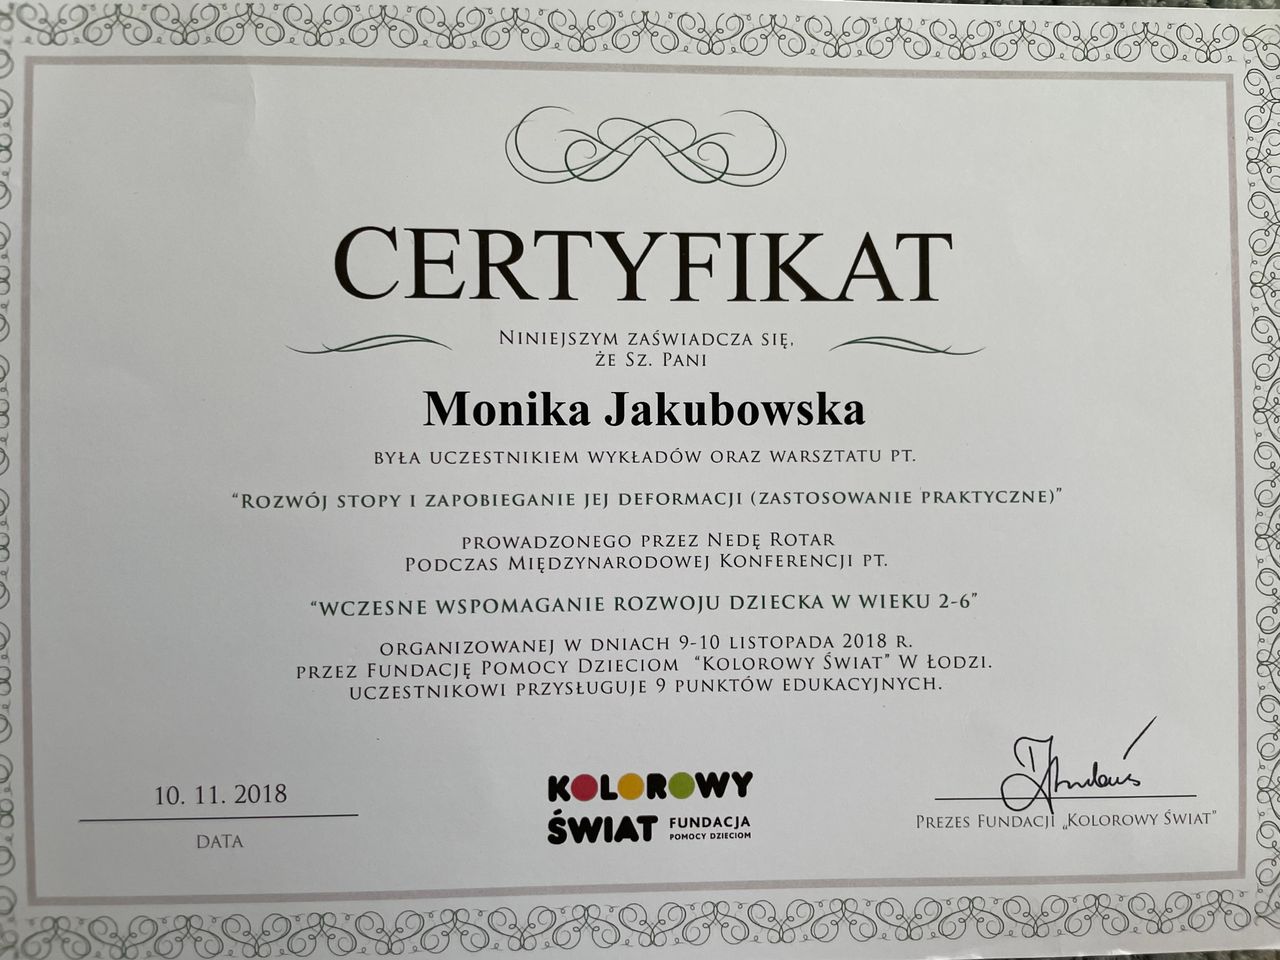 CERTYFIKAT
Niniejszym zaświadcza się,
że Sz. Pani
Monika Jakubowska
była uczestnikiem wykładów oraz warsztatu pt.
“Rozwój stopy i zapobieganie jej deformacji (zastosowanie praktyczne)”
prowadzonego przez Nedę Rotar
Podczas Międzynarodowej Konferencji pt.
“Wczesne wspomaganie rozwoju dziecka w wieku 2-6”
organizowanej w dniach 9-10 listopada 2018 r.
przez Fundację Pomocy Dzieciom “Kolorowy Świat” w Łodzi.
uczestnikowi przysługuje 9 punktów edukacyjnych.
10. 11. 2018
data
KOLOROWY
ŚWIAT FUNDACJA
POMOCY DZIECIOM
Prezes Fundacji „Kolorowy Świat”